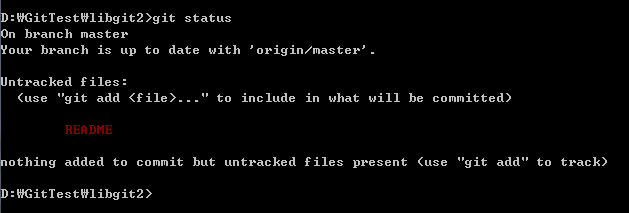 D:₩GitTest₩libgit2>git status
On branch master
Your branch is up to date with 'origin/master'.
Untracked files:
(use "git add <file>..." to include in what will be committed)
README
nothing added to commit but untracked files present (use "git add" to track)
D:₩GitTest₩libgit2>